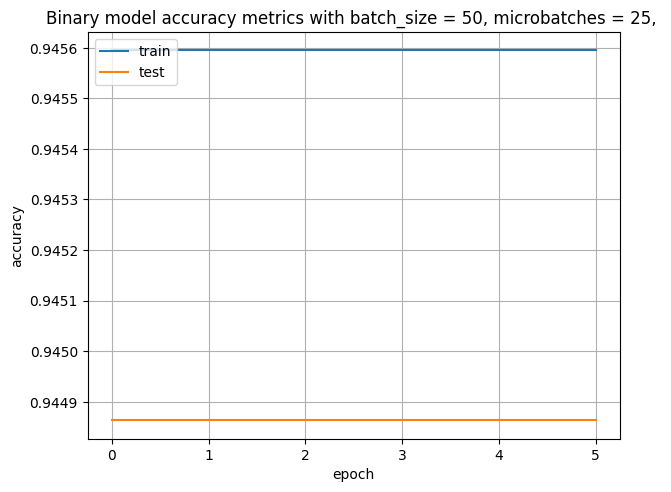 Binary model accuracy metrics with batch_size = 50, microbatches = 25,
train
test
0.9456
0.9455
0.9454
0.9453
0.9452
0.9451
0.9450
0.9449
accuracy
0 1 2 3 4 5
epoch